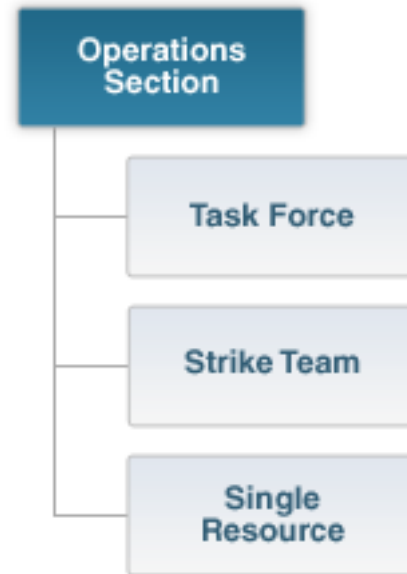 Operations
Section
Task Force
Strike Team
Single
Resource